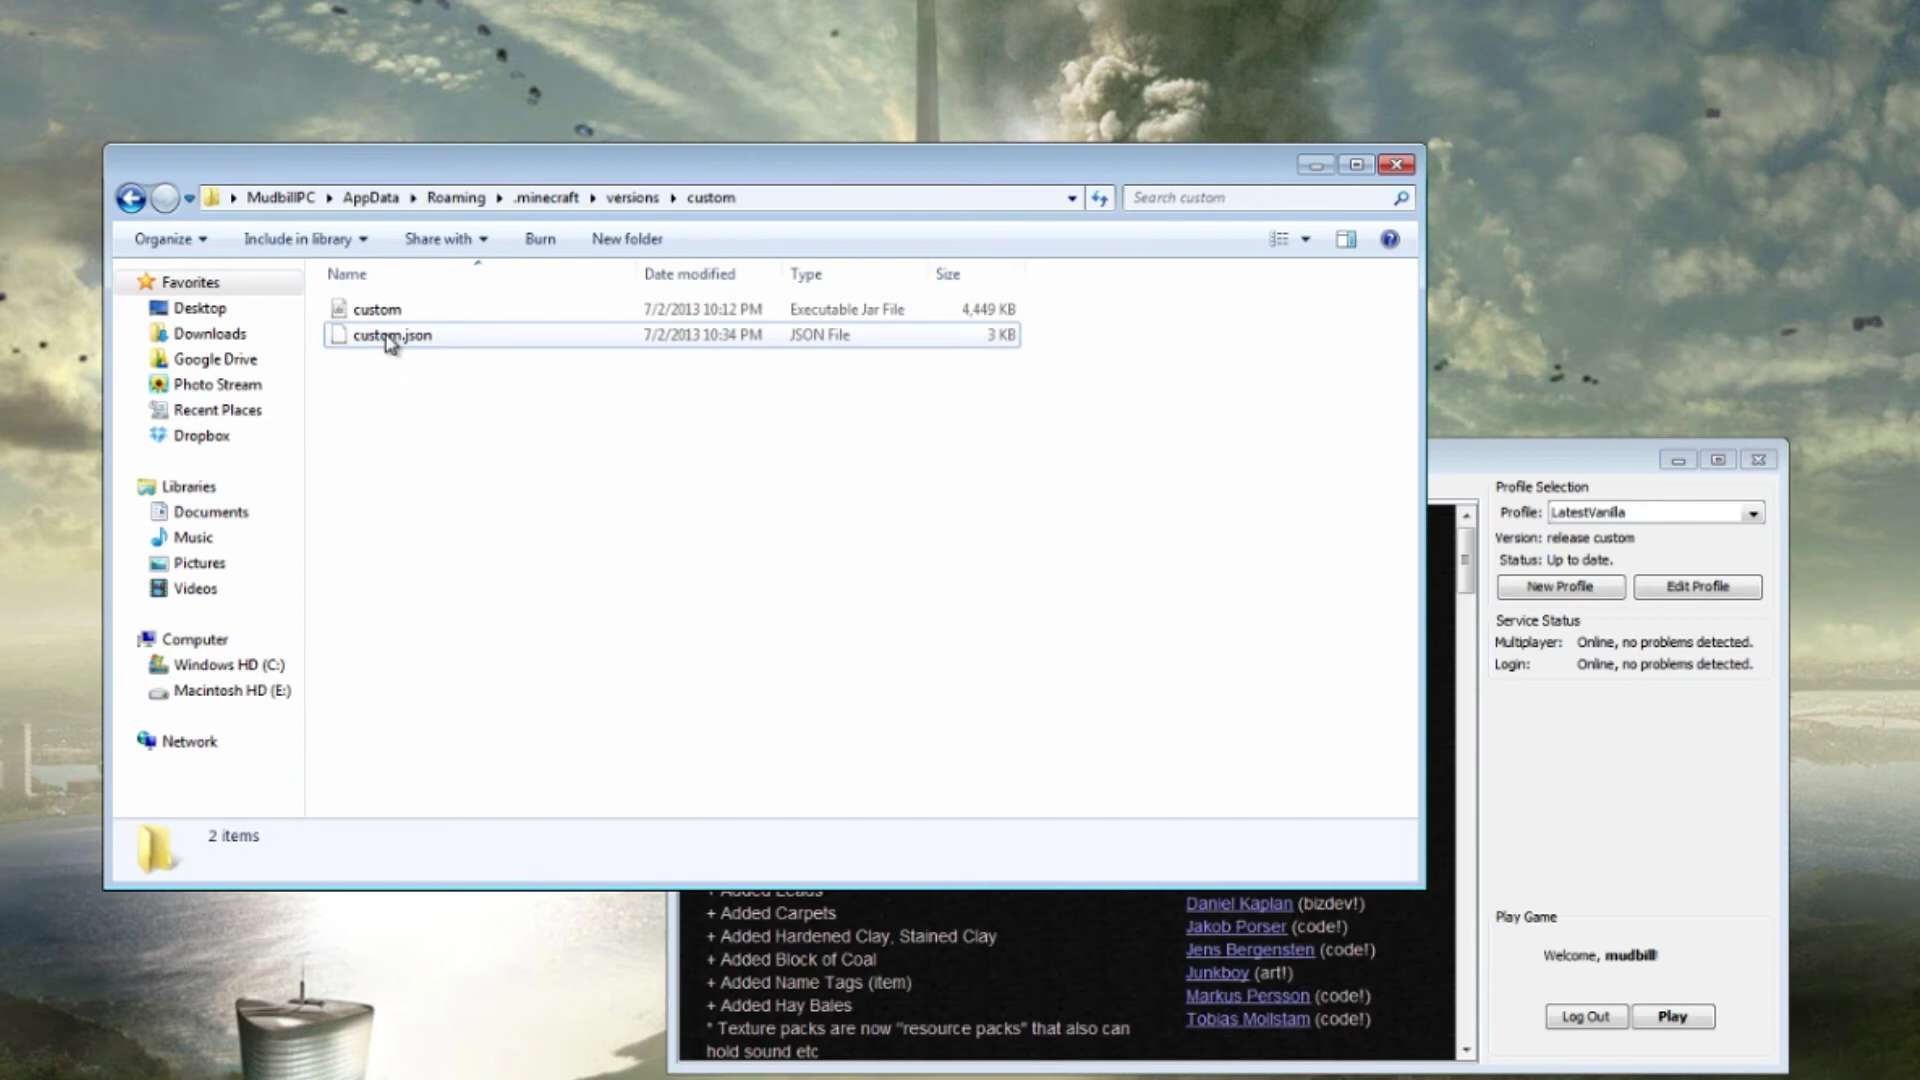 MudbillPC AppData Roaming .minecraft versions custom
Search custom
Organize Include in library Share with Burn New folder
Name Date modified Type Size
custom 7/2/2013 10:12 PM Executable Jar File 4,449 KB
custom.json 7/2/2013 10:34 PM JSON File 3 KB
Favorites
Desktop
Downloads
Google Drive
Photo Stream
Recent Places
Dropbox
Libraries
Documents
Music
Pictures
Videos
Computer
Windows HD (C:)
Macintosh HD (E:)
Network
2 items
Profile Selection
Profile: LatestVanilla
Version: release custom
Status: Up to date.
New Profile Edit Profile
Service Status
Multiplayer: Online, no problems detected.
Login: Online, no problems detected.
Play Game
Welcome, mudbill!
Log Out Play
+ Added Leads
+ Added Carpets
+ Added Hardened Clay, Stained Clay
+ Added Block of Coal
+ Added Name Tags (item)
+ Added Hay Bales
* Texture packs are now "resource packs" that also can
hold sound etc
Daniel Kaplan (bizdev!)
Jakob Porser (code!)
Jens Bergensten (code!)
Junkboy (art!)
Markus Persson (code!)
Tobias Mollstam (code!)